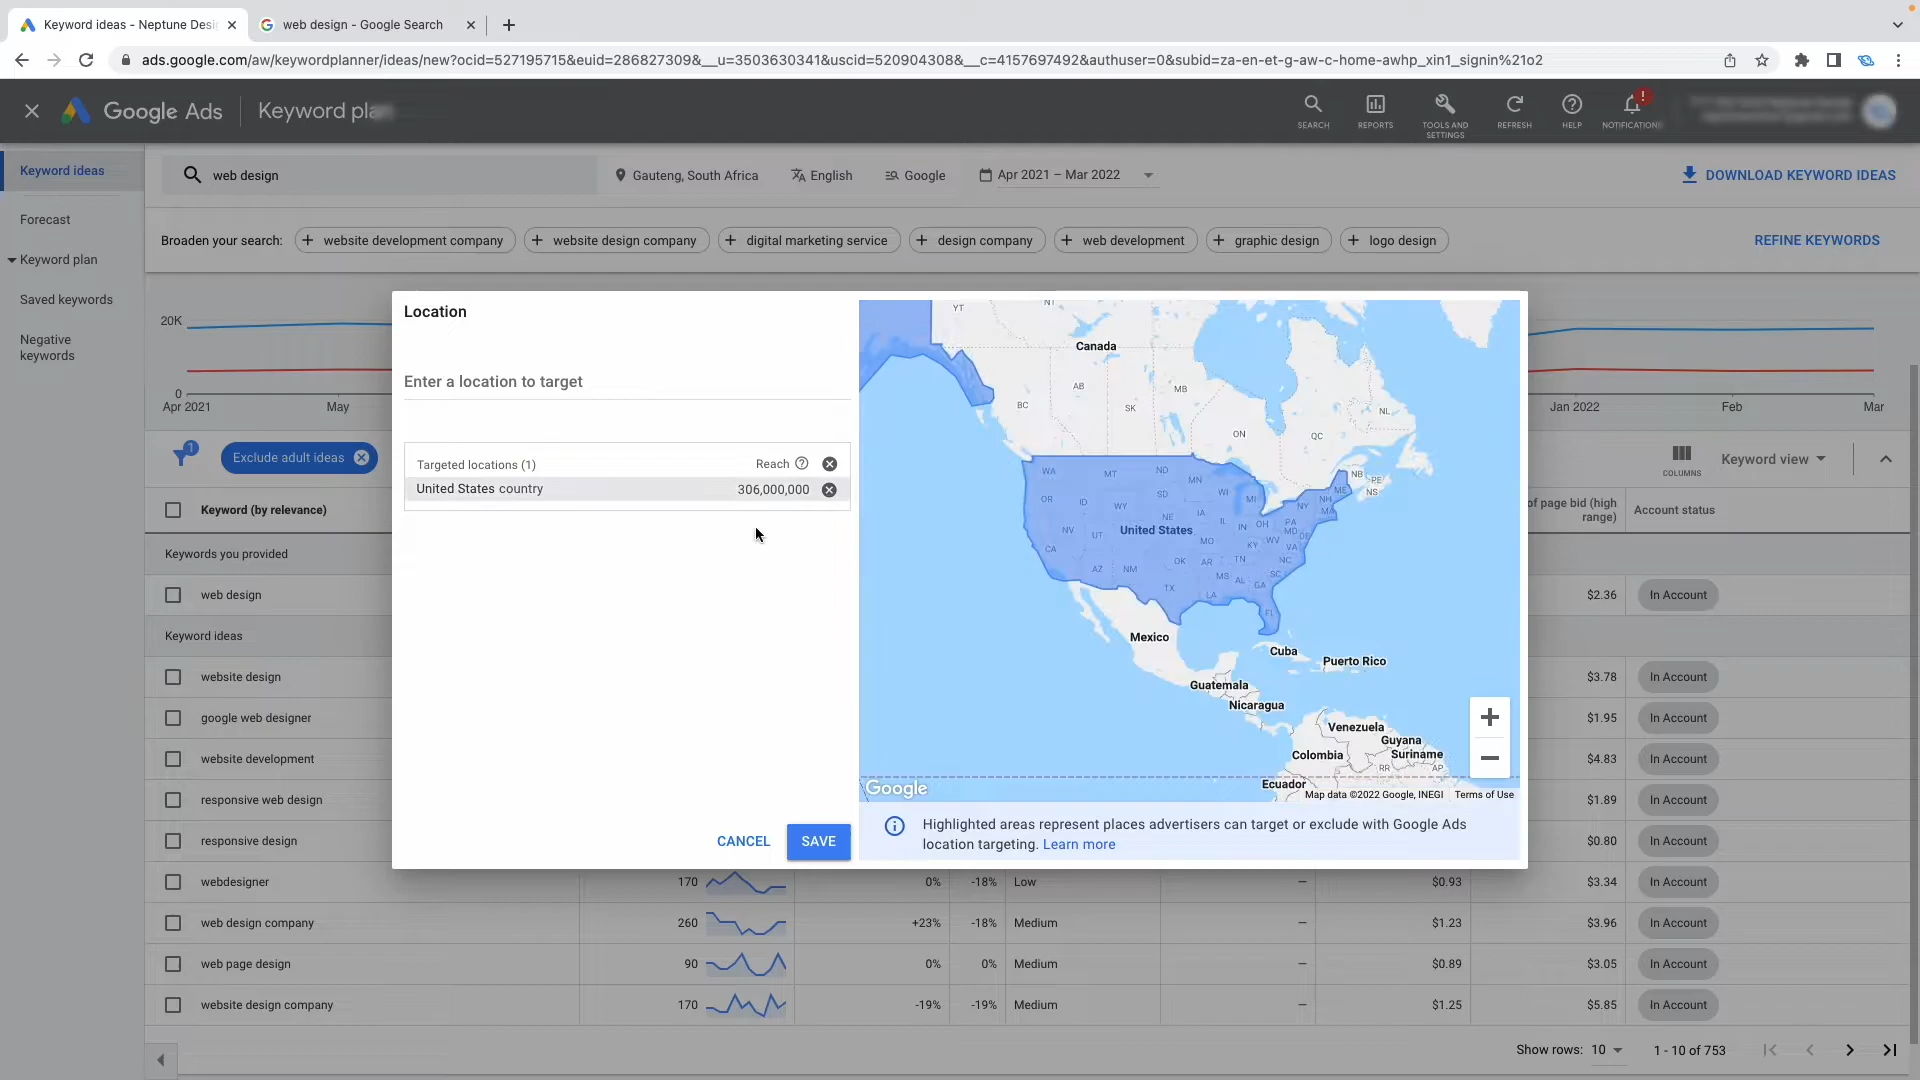 Keyword ideas - Neptune Desi
web design - Google Search
ads.google.com/aw/keywordplanner/ideas/new?ocid=527195715&euid=286827309&__u=3503630341&uscid=520904308&__c=4157697492&authuser=0&subid=za-en-et-g-aw-c-home-awhp_xin1_signin%21o2
Google Ads
Keyword plan
SEARCH
REPORTS
TOOLS AND
SETTINGS
REFRESH
HELP
!
NOTIFICATIONS
Keyword ideas
Forecast
Keyword plan
Saved keywords
Negative
keywords
web design
Gauteng, South Africa
English
Google
Apr 2021 – Mar 2022
DOWNLOAD KEYWORD IDEAS
Broaden your search:
website development company
website design company
digital marketing service
design company
web development
graphic design
logo design
REFINE KEYWORDS
20K
0
Apr 2021
May
Jan 2022
Feb
Mar
1
Exclude adult ideas
COLUMNS
Keyword view
Keyword (by relevance)
of page bid (high
range)
Account status
Keywords you provided
web design
$2.36
In Account
Keyword ideas
website design
$3.78
In Account
google web designer
$1.95
In Account
website development
$4.83
In Account
responsive web design
$1.89
In Account
responsive design
$0.80
In Account
webdesigner
170
0%
-18%
Low
–
$0.93
$3.34
In Account
web design company
260
+23%
-18%
Medium
–
$1.23
$3.96
In Account
web page design
90
0%
0%
Medium
–
$0.89
$3.05
In Account
website design company
170
-19%
-19%
Medium
–
$1.25
$5.85
In Account
Show rows: 10
1 - 10 of 753
Location
Enter a location to target
Targeted locations (1)
Reach
United States country
306,000,000
CANCEL
SAVE
YT
NT
Canada
AB
MB
BC
SK
NL
ON
QC
NB
PE
NS
WA
MT
ND
MN
ME
OR
ID
SD
WI
MI
NH
WY
NY
MA
NE
IA
IL
IN
OH
PA
NV
UT
United States
MO
KY
WV
DE
VA
CA
TN
NC
AZ
NM
OK
AR
SC
MS
AL
GA
TX
LA
FL
Mexico
Cuba
Puerto Rico
Guatemala
Nicaragua
Venezuela
Guyana
Colombia
Suriname
RR
AP
Ecuador
Google
Map data ©2022 Google, INEGI
Terms of Use
Highlighted areas represent places advertisers can target or exclude with Google Ads
location targeting. Learn more